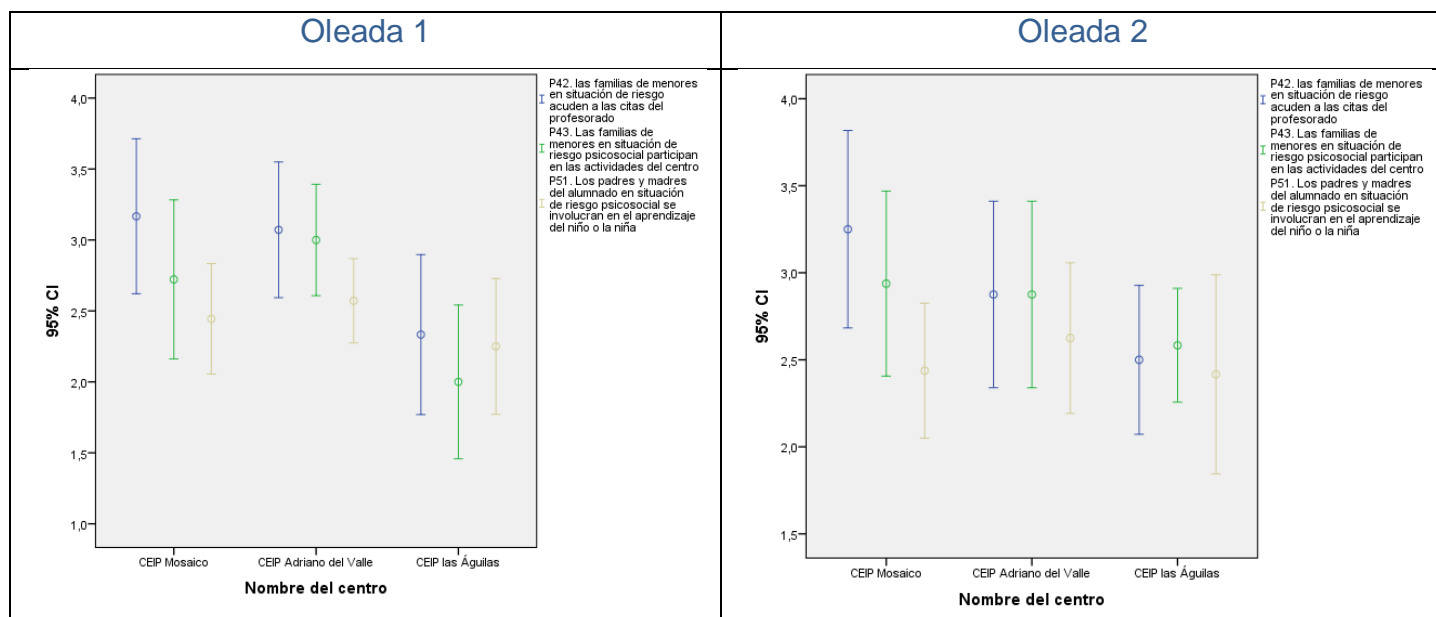 Oleada 1
4,0
3,5
3,0
2,5
2,0
1,5
1,0
95% CI
CEIP Mosaico
CEIP Adriano del Valle
CEIP las Águilas
Nombre del centro
P42. las familias de menores
en situación de riesgo
acuden a las citas del
profesorado
P43. Las familias de
menores en situación de
riesgo psicosocial participan
en las actividades del centro
P51. Los padres y madres
del alumnado en situación
de riesgo psicosocial se
involucran en el aprendizaje
del niño o la niña
Oleada 2
4,0
3,5
3,0
2,5
2,0
1,5
95% CI
CEIP Mosaico
CEIP Adriano del Valle
CEIP las Águilas
Nombre del centro
P42. las familias de menores
en situación de riesgo
acuden a las citas del
profesorado
P43. Las familias de
menores en situación de
riesgo psicosocial participan
en las actividades del centro
P51. Los padres y madres
del alumnado en situación
de riesgo psicosocial se
involucran en el aprendizaje
del niño o la niña